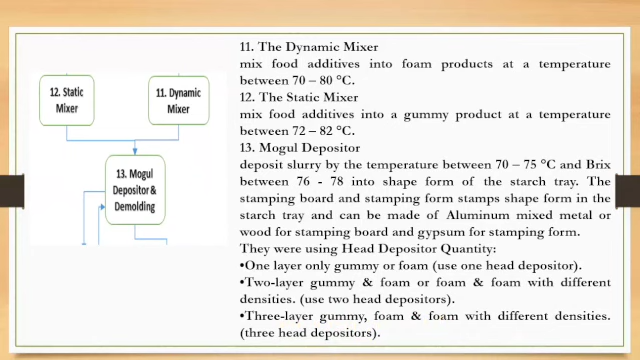 12. Static
Mixer
11. Dynamic
Mixer
13. Mogul
Depositor &
Demolding
11. The Dynamic Mixer
mix food additives into foam products at a temperature
between 70 – 80 °C.
12. The Static Mixer
mix food additives into a gummy product at a temperature
between 72 – 82 °C.
13. Mogul Depositor
deposit slurry by the temperature between 70 – 75 °C and Brix
between 76 - 78 into shape form of the starch tray. The
stamping board and stamping form stamps shape form in the
starch tray and can be made of Aluminum mixed metal or
wood for stamping board and gypsum for stamping form.
They were using Head Depositor Quantity:
•One layer only gummy or foam (use one head depositor).
•Two-layer gummy & foam or foam & foam with different
densities. (use two head depositors).
•Three-layer gummy, foam & foam with different densities.
(three head depositors).